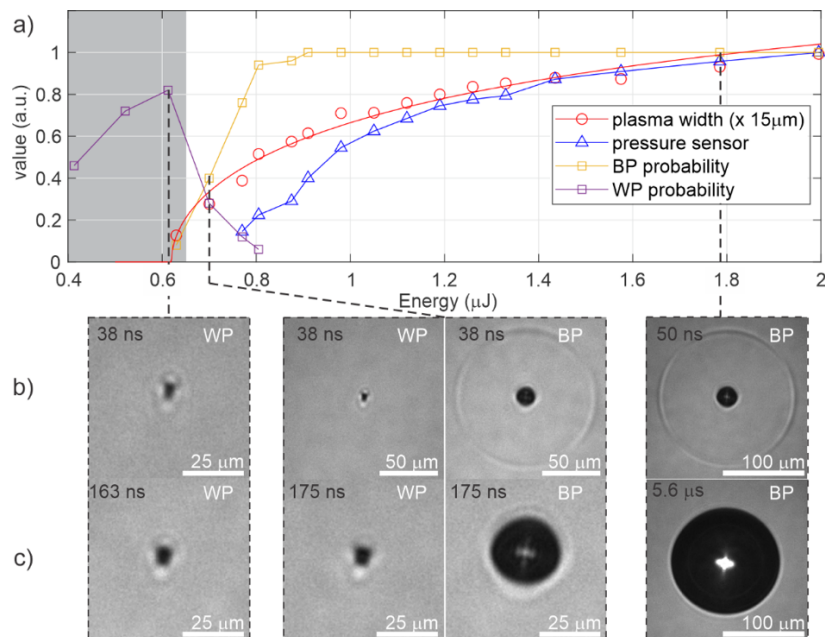 a)
value (a.u.)
1
0.8
0.6
0.4
0.2
0
0.4 0.6 0.8 1 1.2 1.4 1.6 1.8 2
Energy (μJ)
plasma width (x 15μm)
pressure sensor
BP probability
WP probability
b)
38 ns WP
25 μm
38 ns WP
50 μm
38 ns BP
50 μm
50 ns BP
100 μm
c)
163 ns WP
25 μm
175 ns WP
25 μm
175 ns BP
25 μm
5.6 μs BP
100 μm